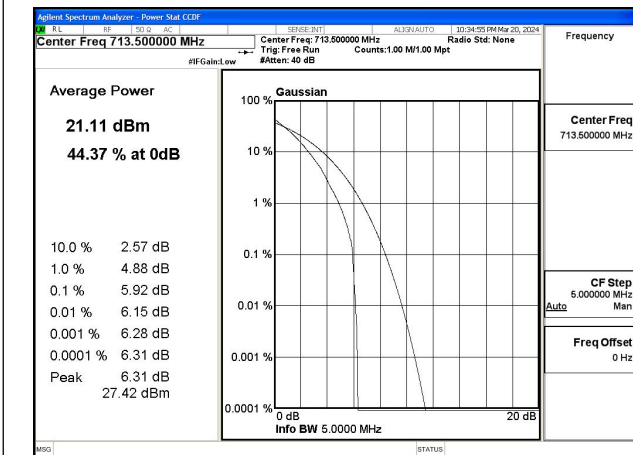 Agilent Spectrum Analyzer - Power Stat CCDF
RL RF 50 Ω AC SENSE:INT ALIGN AUTO 10:34:55 PM Mar 20, 2024
Center Freq 713.500000 MHz
Center Freq: 713.500000 MHz Radio Std: None
Trig: Free Run Counts:1.00 M/1.00 Mpt
#IFGain:Low #Atten: 40 dB
Frequency
Average Power
21.11 dBm
44.37 % at 0dB
10.0 % 2.57 dB
1.0 % 4.88 dB
0.1 % 5.92 dB
0.01 % 6.15 dB
0.001 % 6.28 dB
0.0001 % 6.31 dB
Peak 6.31 dB
27.42 dBm
Gaussian
100 %
10 %
1 %
0.1 %
0.01 %
0.001 %
0.0001 %
0 dB 20 dB
Info BW 5.0000 MHz
Center Freq
713.500000 MHz
CF Step
5.000000 MHz
Auto Man
Freq Offset
0 Hz
MSG STATUS